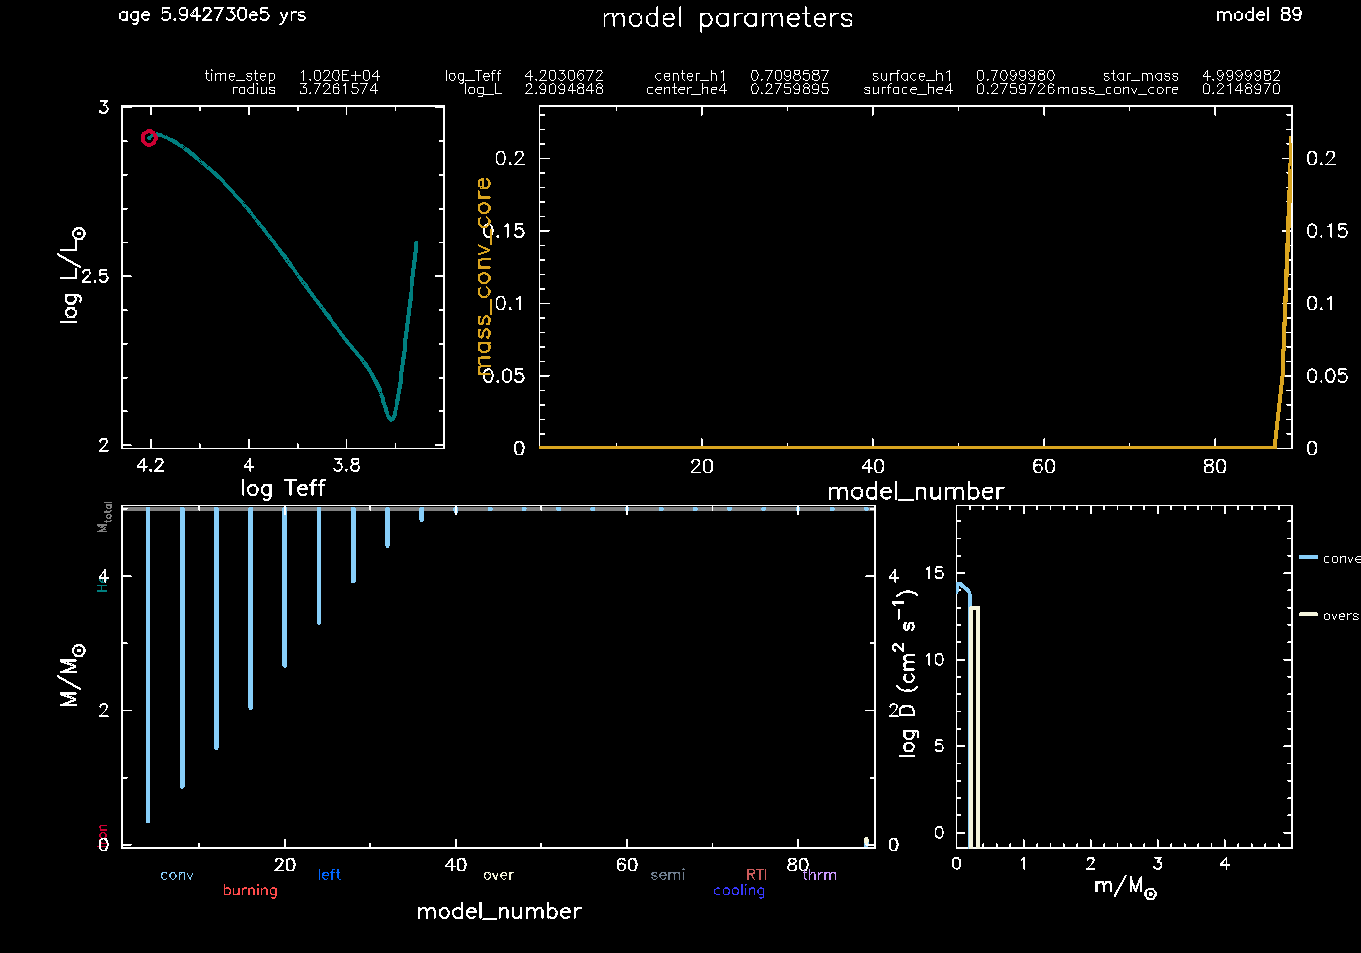 age 5.942730e5 yrs model parameters model 89
time_step 1.020E+04 log_Teff 4.2030672 center_h1 0.7098587 surface_h1 0.7099980 star_mass 4.9999982
radius 3.7261574 log_L 2.9094848 center_he4 0.2759895 surface_he4 0.2759726 mass_conv_core 0.2148970
log L/L⊙
3
2.5
2
4.2 4 3.8
log Teff
mass_conv_core
0.2
0.15
0.1
0.05
0
0.2
0.15
0.1
0.05
0
20 40 60 80
model_number
Mtotal
He
M/M⊙
4
2
0
4
2
0
20 40 60 80
conv left over semi RTI thrm
burning cooling
model_number
log D (cm² s⁻¹)
15
10
5
0
0 1 2 3 4
m/M⊙
conve
overs